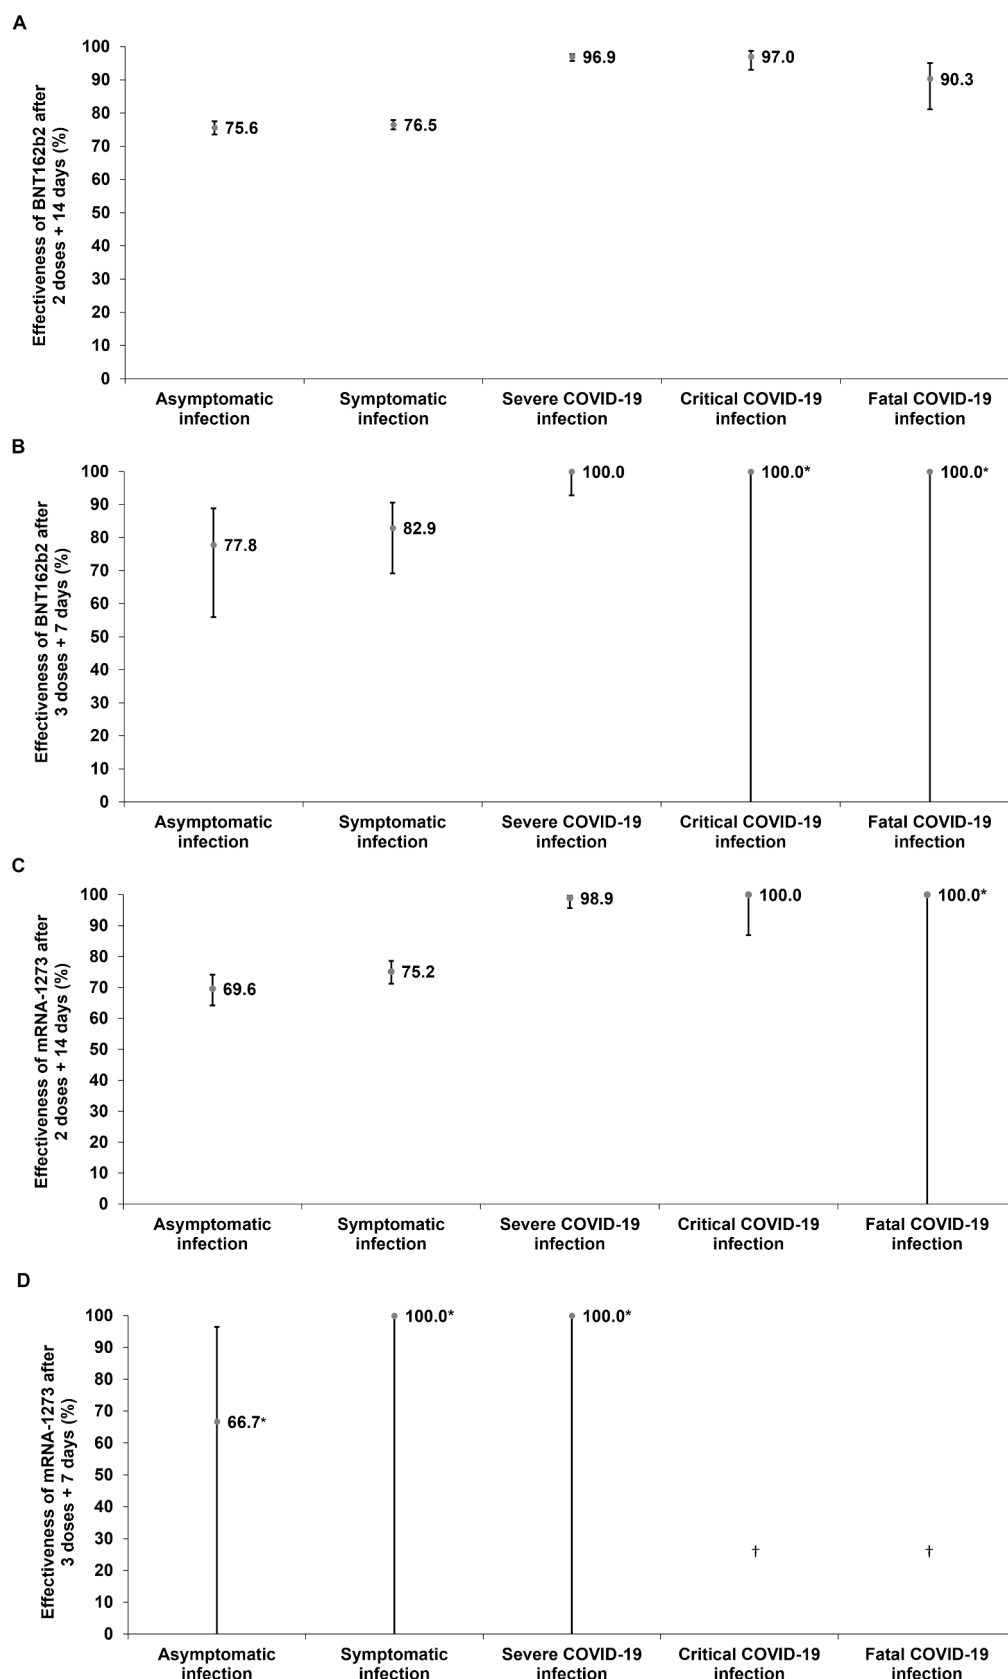 A
Effectiveness of BNT162b2 after
2 doses + 14 days (%)
100
90
80
70
60
50
40
30
20
10
0
75.6
76.5
96.9
97.0
90.3
Asymptomatic
infection
Symptomatic
infection
Severe COVID-19
infection
Critical COVID-19
infection
Fatal COVID-19
infection
B
Effectiveness of BNT162b2 after
3 doses + 7 days (%)
100
90
80
70
60
50
40
30
20
10
0
77.8
82.9
100.0
100.0*
100.0*
Asymptomatic
infection
Symptomatic
infection
Severe COVID-19
infection
Critical COVID-19
infection
Fatal COVID-19
infection
C
Effectiveness of mRNA-1273 after
2 doses + 14 days (%)
100
90
80
70
60
50
40
30
20
10
0
69.6
75.2
98.9
100.0
100.0*
Asymptomatic
infection
Symptomatic
infection
Severe COVID-19
infection
Critical COVID-19
infection
Fatal COVID-19
infection
D
Effectiveness of mRNA-1273 after
3 doses + 7 days (%)
100
90
80
70
60
50
40
30
20
10
0
66.7*
100.0*
100.0*
†
†
Asymptomatic
infection
Symptomatic
infection
Severe COVID-19
infection
Critical COVID-19
infection
Fatal COVID-19
infection